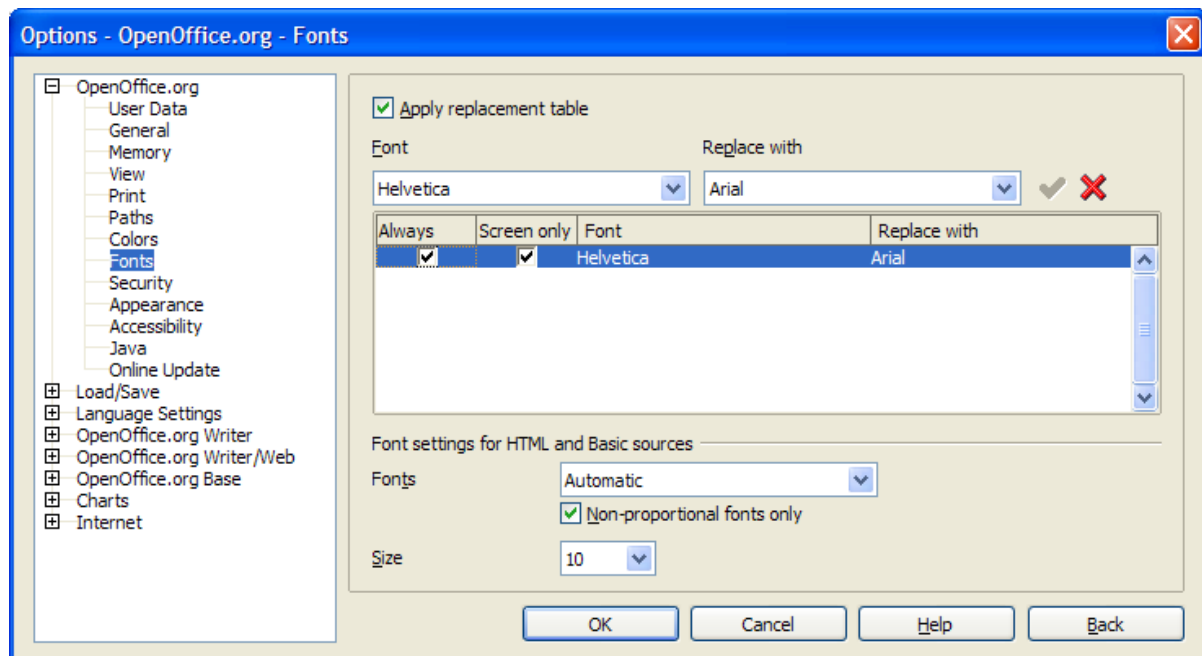 Options - OpenOffice.org - Fonts
OpenOffice.org
User Data
General
Memory
View
Print
Paths
Colors
Fonts
Security
Appearance
Accessibility
Java
Online Update
Load/Save
Language Settings
OpenOffice.org Writer
OpenOffice.org Writer/Web
OpenOffice.org Base
Charts
Internet
Apply replacement table
Font Replace with
Helvetica Arial
Always Screen only Font Replace with
Helvetica Arial
Font settings for HTML and Basic sources
Fonts Automatic
Non-proportional fonts only
Size 10
OK Cancel Help Back